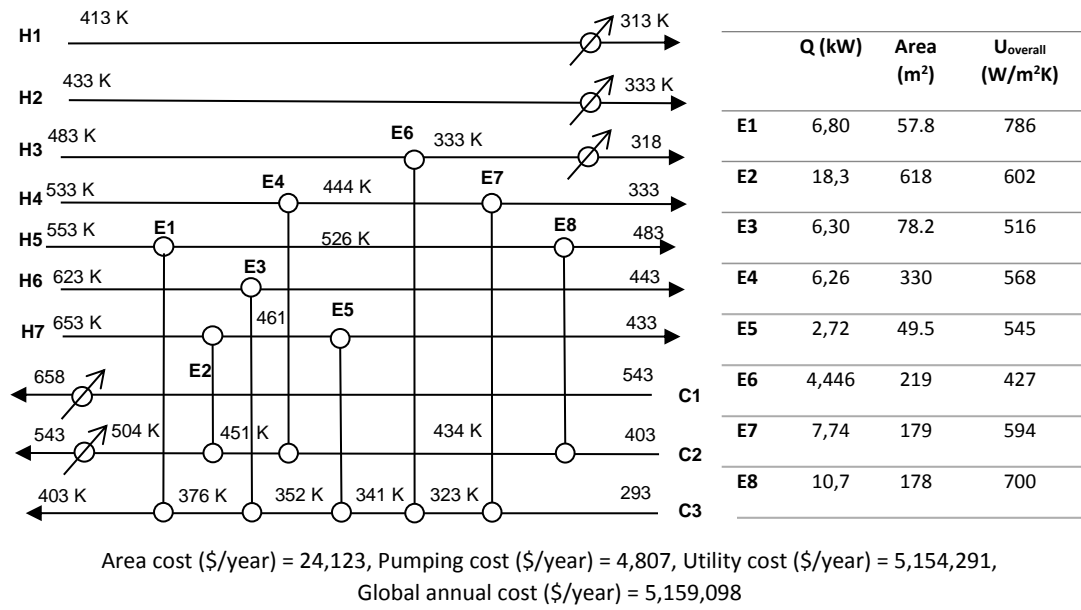 H1 413 K 313 K
H2 433 K 333 K
H3 483 K E6 333 K 318
H4 533 K E4 444 K E7 333
H5 553 K E1 526 K E8 483
H6 623 K E3 443
H7 653 K 461 E5 433
E2
658 543 C1
543 504 K 451 K 434 K 403 C2
403 K 376 K 352 K 341 K 323 K 293 C3
Q (kW) Area (m²) Uoverall (W/m²K)
E1 6,80 57.8 786
E2 18,3 618 602
E3 6,30 78.2 516
E4 6,26 330 568
E5 2,72 49.5 545
E6 4,446 219 427
E7 7,74 179 594
E8 10,7 178 700
Area cost ($/year) = 24,123, Pumping cost ($/year) = 4,807, Utility cost ($/year) = 5,154,291,
Global annual cost ($/year) = 5,159,098